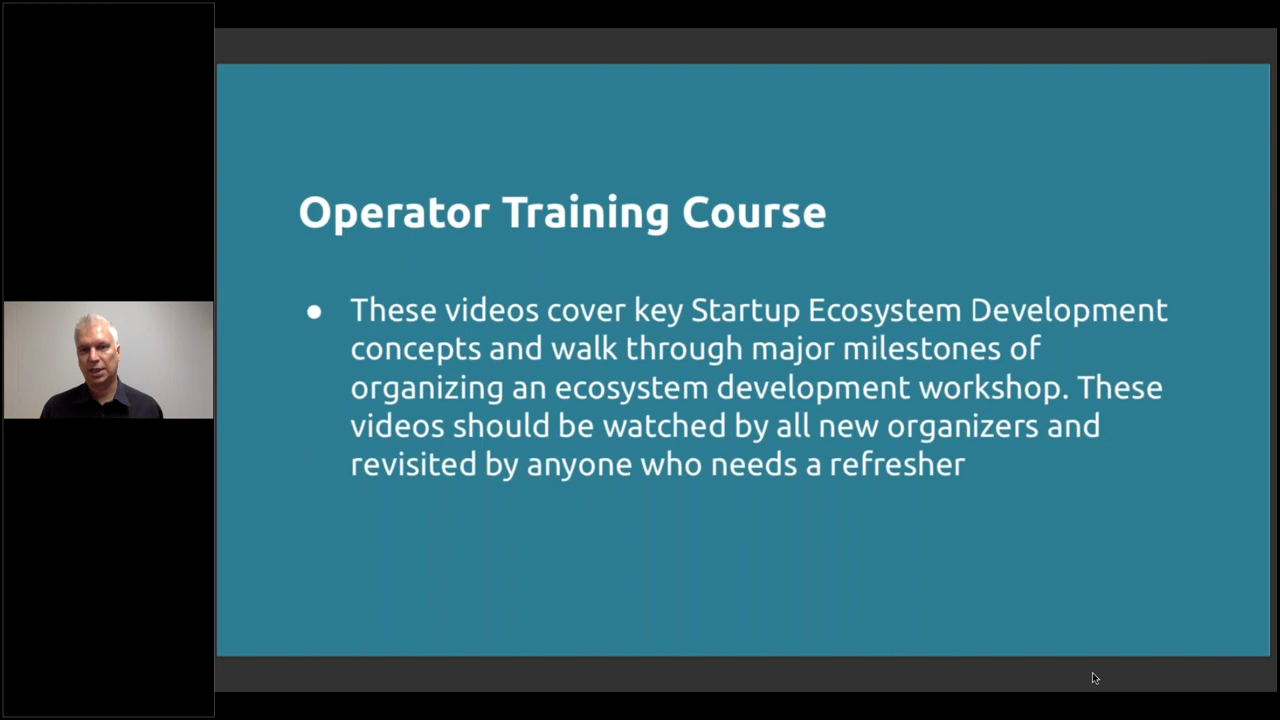 Operator Training Course
● These videos cover key Startup Ecosystem Development
concepts and walk through major milestones of
organizing an ecosystem development workshop. These
videos should be watched by all new organizers and
revisited by anyone who needs a refresher